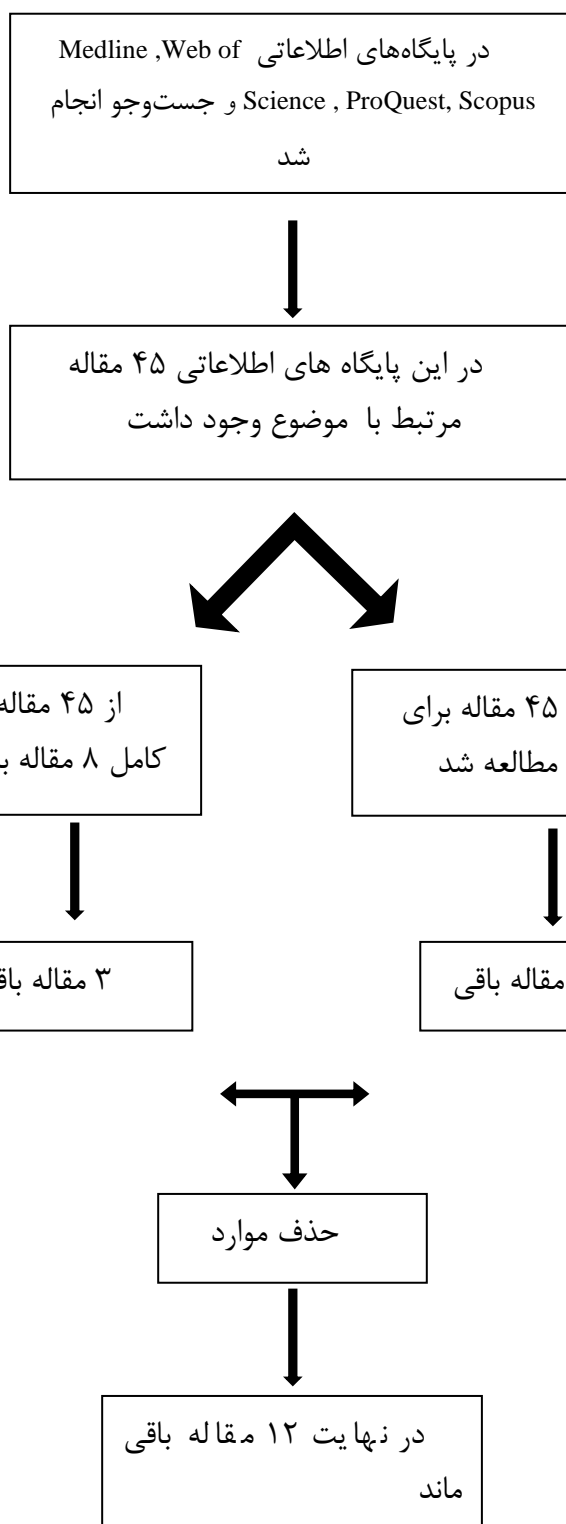 در پایگاه‌های اطلاعاتی Medline ,Web of
Science , ProQuest, Scopus و جست‌وجو انجام
شد
در این پایگاه های اطلاعاتی ۴۵ مقاله
مرتبط با موضوع وجود داشت
۴۵ مقاله برای
مطالعه شد
از ۴۵ مقاله
کامل ۸ مقاله
مقاله باقی
۳ مقاله
حذف موارد
در نهایت ۱۲ مقاله باقی
ماند